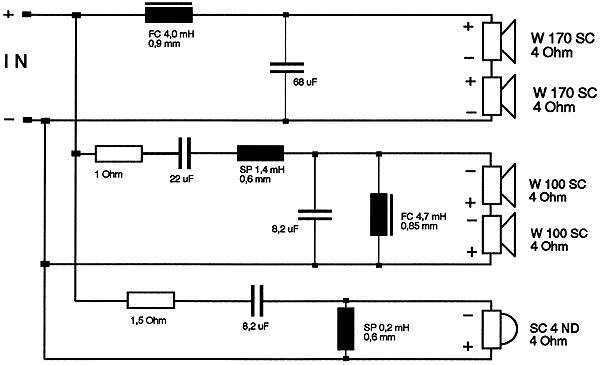 +
FC 4,0 mH
0,9 mm
I N
68 uF
+
−
W 170 SC
4 Ohm
+
−
W 170 SC
4 Ohm
−
1 Ohm
22 uF
SP 1,4 mH
0,6 mm
8,2 uF
FC 4,7 mH
0,85 mm
−
+
W 100 SC
4 Ohm
−
+
W 100 SC
4 Ohm
1,5 Ohm
8,2 uF
SP 0,2 mH
0,6 mm
−
+
SC 4 ND
4 Ohm